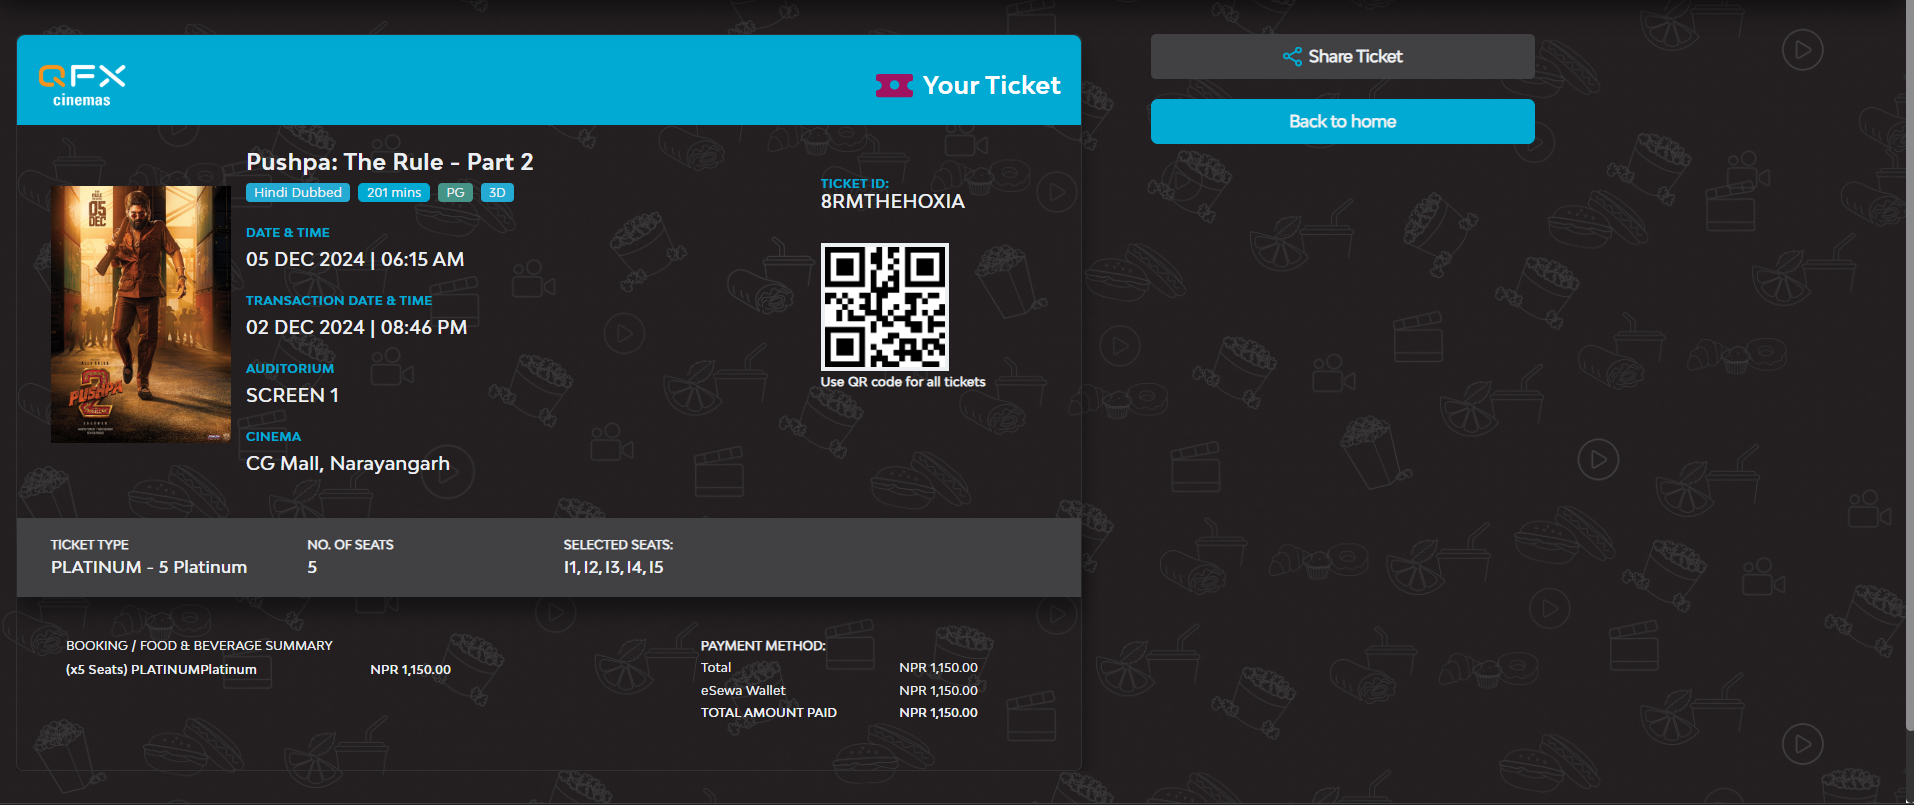 QFX
cinemas
Your Ticket
Share Ticket
Back to home
Pushpa: The Rule - Part 2
Hindi Dubbed 201 mins PG 3D
05
DEC
2
PUSHPA
DATE & TIME
05 DEC 2024 | 06:15 AM
TRANSACTION DATE & TIME
02 DEC 2024 | 08:46 PM
AUDITORIUM
SCREEN 1
CINEMA
CG Mall, Narayangarh
TICKET ID:
8RMTHEHOXIA
Use QR code for all tickets
TICKET TYPE
PLATINUM - 5 Platinum
NO. OF SEATS
5
SELECTED SEATS:
I1, I2, I3, I4, I5
BOOKING / FOOD & BEVERAGE SUMMARY
(x5 Seats) PLATINUMPlatinum NPR 1,150.00
PAYMENT METHOD:
Total NPR 1,150.00
eSewa Wallet NPR 1,150.00
TOTAL AMOUNT PAID NPR 1,150.00